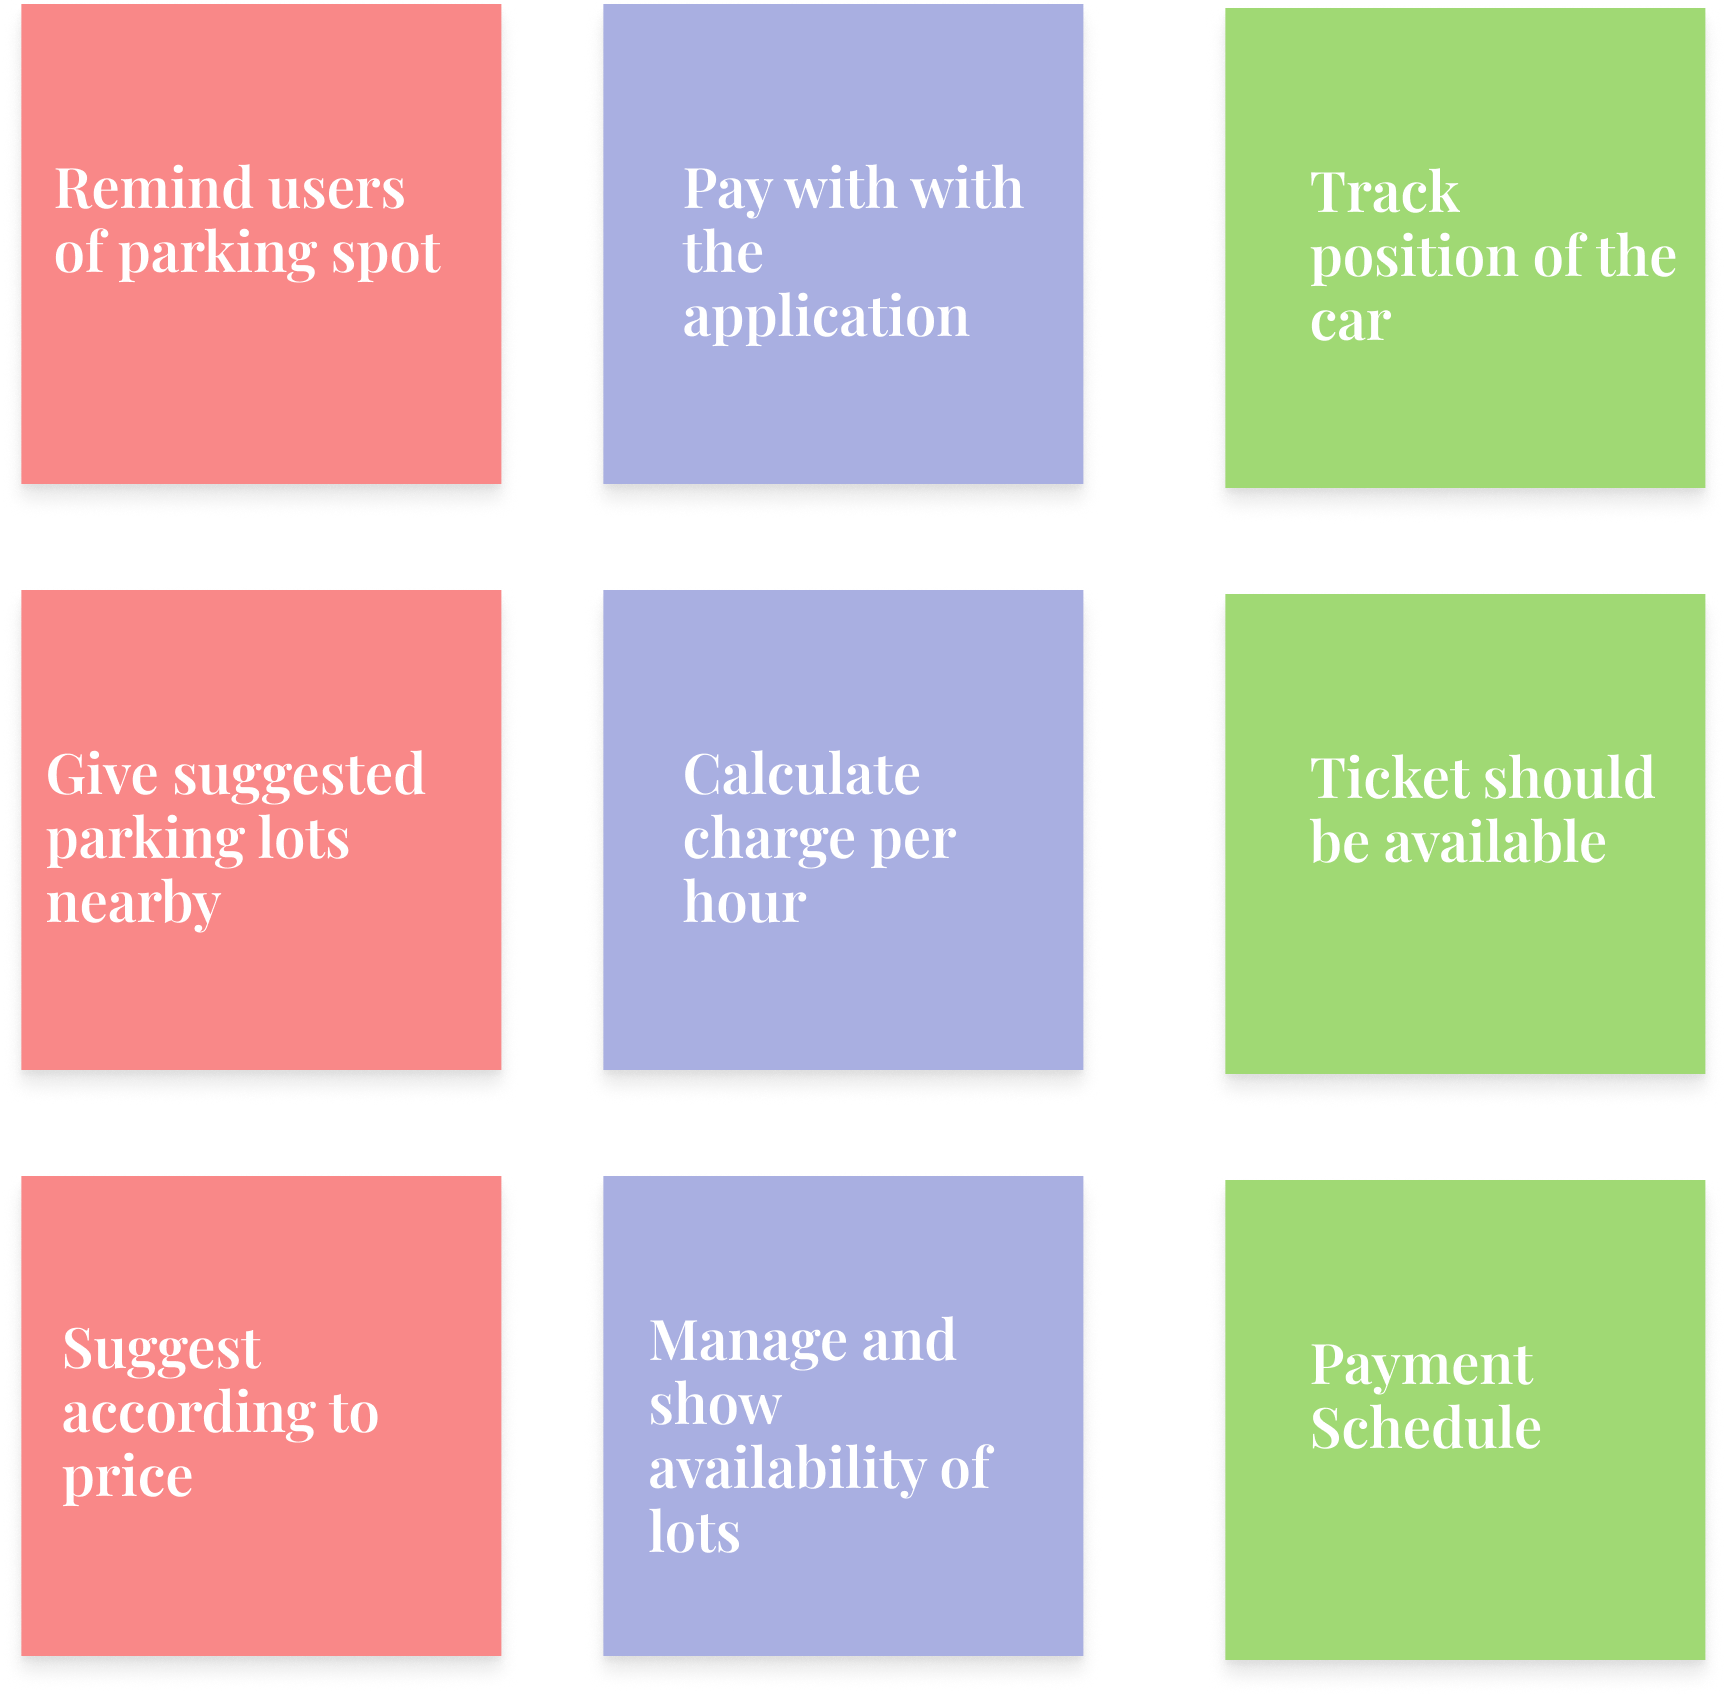 Remind users
of parking spot
Pay with with
the
application
Track
position of the
car
Give suggested
parking lots
nearby
Calculate
charge per
hour
Ticket should
be available
Suggest
according to
price
Manage and
show
availability of
lots
Payment
Schedule